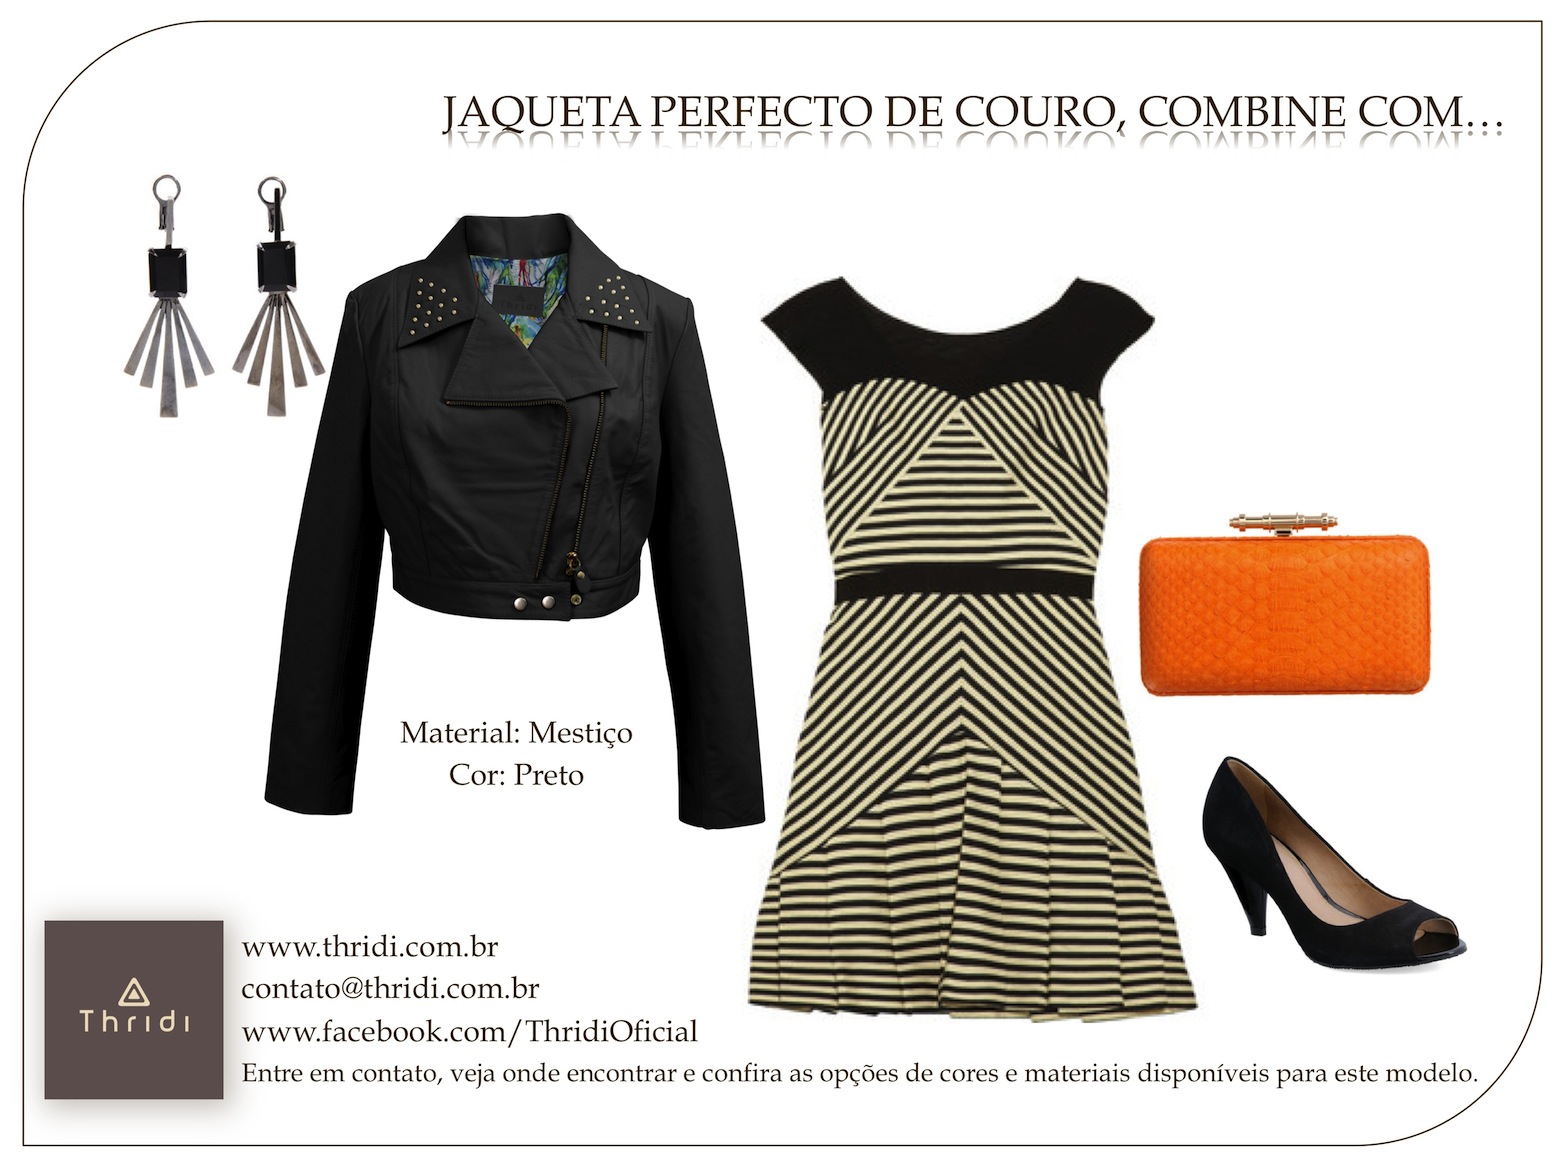 JAQUETA PERFECTO DE COURO, COMBINE COM...
Thridi
Material: Mestiço
Cor: Preto
Thridi
www.thridi.com.br
contato@thridi.com.br
www.facebook.com/ThridiOficial
Entre em contato, veja onde encontrar e confira as opções de cores e materiais disponíveis para este modelo.